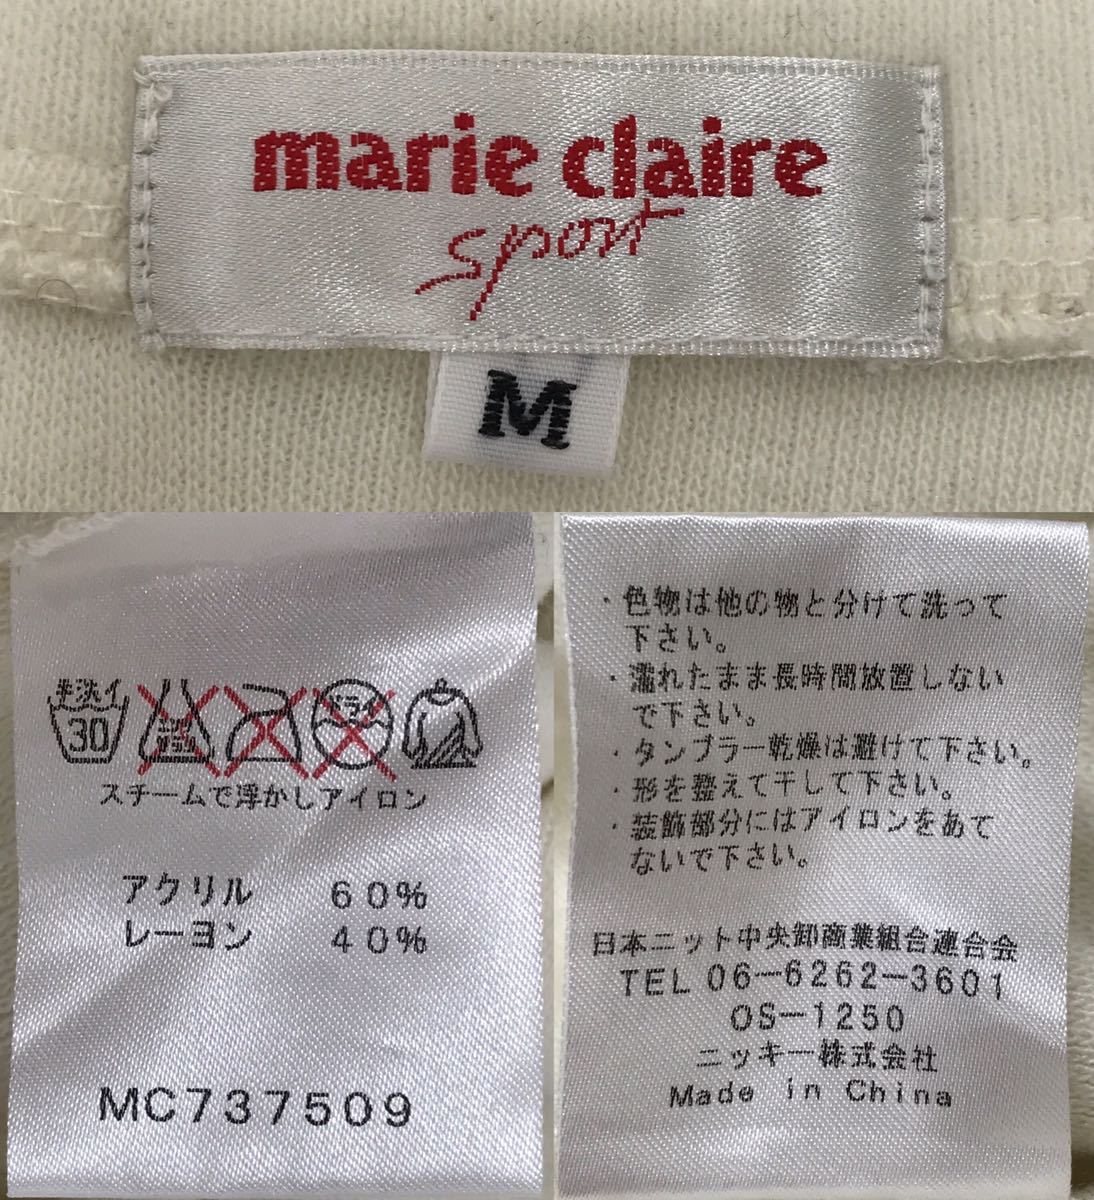 marie claire
sport
M
手洗イ
30
エンソ
サラシ
ドライ
スチームで浮かしアイロン
アクリル 60%
レーヨン 40%
MC737509
・色物は他の物と分けて洗って
下さい。
・濡れたまま長時間放置しない
で下さい。
・タンブラー乾燥は避けて下さい。
・形を整えて干して下さい。
・装飾部分にはアイロンをあて
ないで下さい。
日本ニット中央卸商業組合連合会
TEL 06-6262-3601
OS-1250
ニッキー株式会社
Made in China